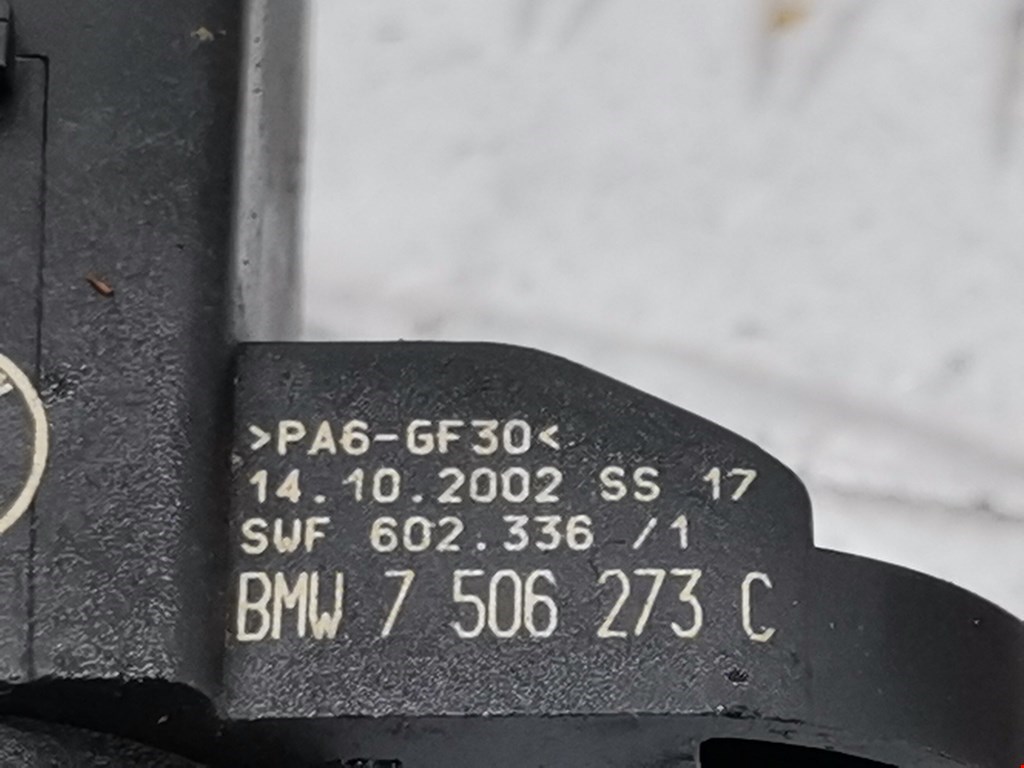 >PA6-GF30<
14.10.2002 SS 17
SWF 602.336 /1
BMW 7 506 273 C